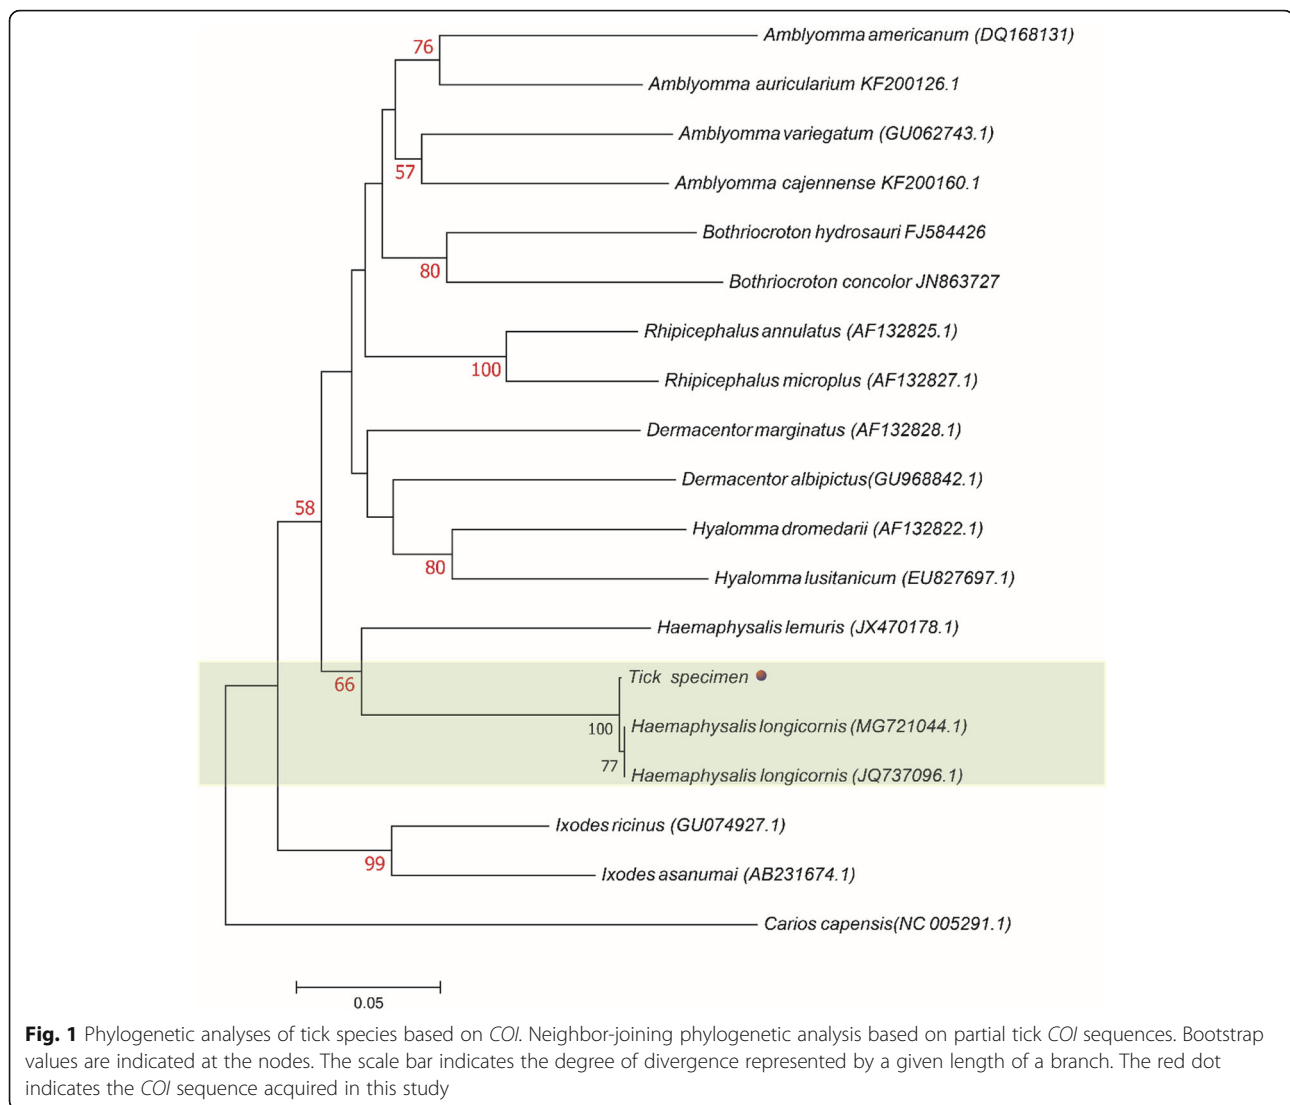 Amblyomma americanum (DQ168131)
76
Amblyomma auricularium KF200126.1
Amblyomma variegatum (GU062743.1)
57
Amblyomma cajennense KF200160.1
Bothriocroton hydrosauri FJ584426
80
Bothriocroton concolor JN863727
Rhipicephalus annulatus (AF132825.1)
100
Rhipicephalus microplus (AF132827.1)
Dermacentor marginatus (AF132828.1)
Dermacentor albipictus(GU968842.1)
58
Hyalomma dromedarii (AF132822.1)
80
Hyalomma lusitanicum (EU827697.1)
Haemaphysalis lemuris (JX470178.1)
66
Tick specimen
100
Haemaphysalis longicornis (MG721044.1)
77
Haemaphysalis longicornis (JQ737096.1)
Ixodes ricinus (GU074927.1)
99
Ixodes asanumai (AB231674.1)
Carios capensis(NC 005291.1)
0.05
Fig. 1 Phylogenetic analyses of tick species based on COI. Neighbor-joining phylogenetic analysis based on partial tick COI sequences. Bootstrap
values are indicated at the nodes. The scale bar indicates the degree of divergence represented by a given length of a branch. The red dot
indicates the COI sequence acquired in this study